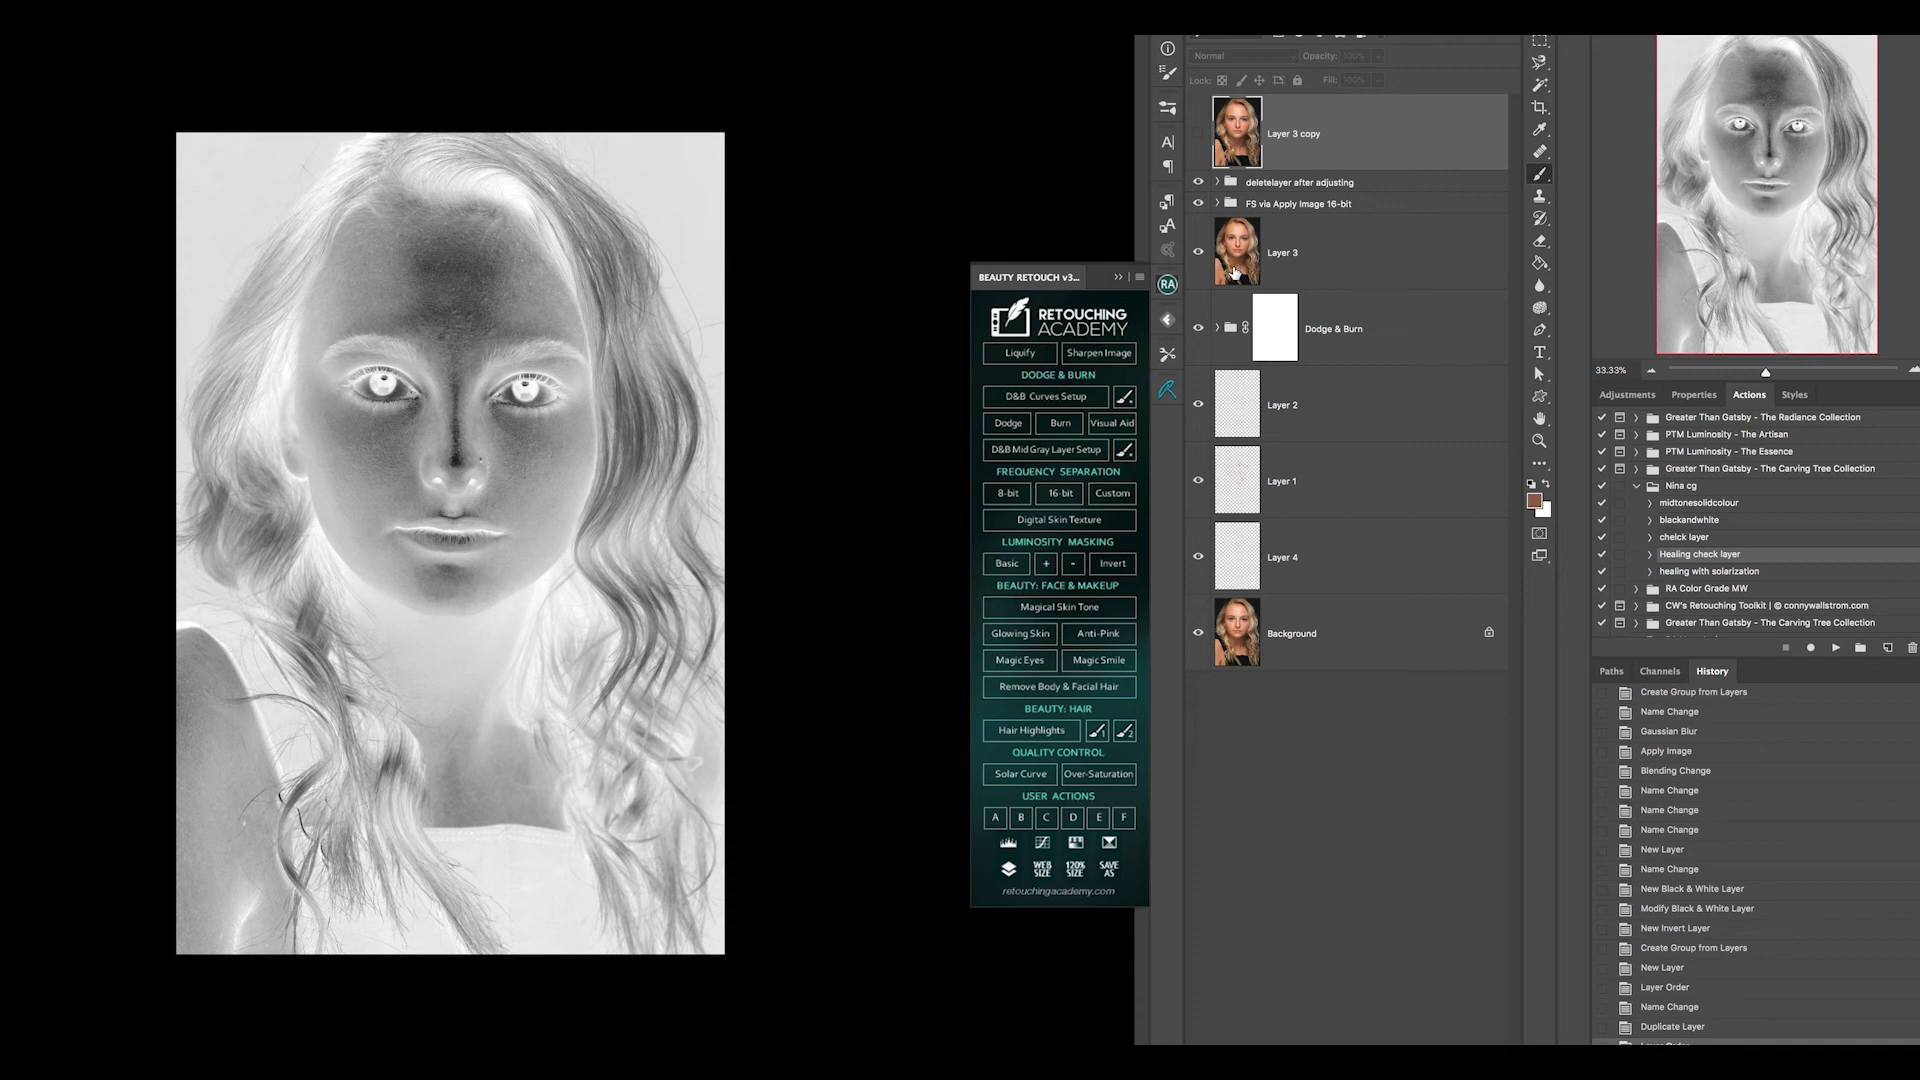 Normal Opacity: 100%
Lock: Fill: 100%
Layer 3 copy
deletelayer after adjusting
FS via Apply Image 16-bit
Layer 3
Dodge & Burn
Layer 2
Layer 1
Layer 4
Background
BEAUTY RETOUCH v3...
RETOUCHING
ACADEMY
Liquify Sharpen Image
DODGE & BURN
D&B Curves Setup
Dodge Burn Visual Aid
D&B Mid Gray Layer Setup
FREQUENCY SEPARATION
8-bit 16-bit Custom
Digital Skin Texture
LUMINOSITY MASKING
Basic + - Invert
BEAUTY: FACE & MAKEUP
Magical Skin Tone
Glowing Skin Anti-Pink
Magic Eyes Magic Smile
Remove Body & Facial Hair
BEAUTY: HAIR
Hair Highlights 1 2
QUALITY CONTROL
Solar Curve Over-Saturation
USER ACTIONS
A B C D E F
WEB SIZE 120% SIZE SAVE AS
retouchingacademy.com
RA
33.33%
Adjustments Properties Actions Styles
Greater Than Gatsby - The Radiance Collection
PTM Luminosity - The Artisan
PTM Luminosity - The Essence
Greater Than Gatsby - The Carving Tree Collection
Nina cg
midtonesolidcolour
blackandwhite
chelck layer
Healing check layer
healing with solarization
RA Color Grade MW
CW's Retouching Toolkit | © connywallstrom.com
Greater Than Gatsby - The Carving Tree Collection
Paths Channels History
Create Group from Layers
Name Change
Gaussian Blur
Apply Image
Blending Change
Name Change
Name Change
Name Change
New Layer
Name Change
New Black & White Layer
Modify Black & White Layer
New Invert Layer
Create Group from Layers
New Layer
Layer Order
Name Change
Duplicate Layer